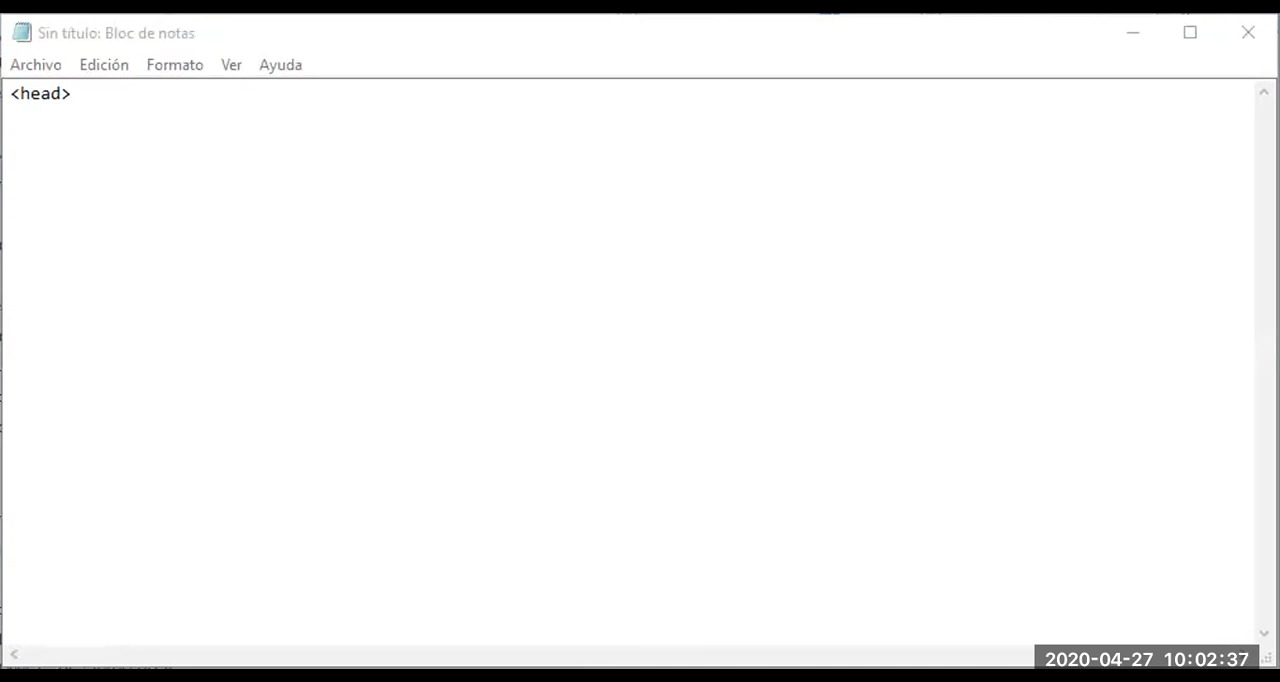 Sin título: Bloc de notas
Archivo Edición Formato Ver Ayuda
<head>
2020-04-27 10:02:37